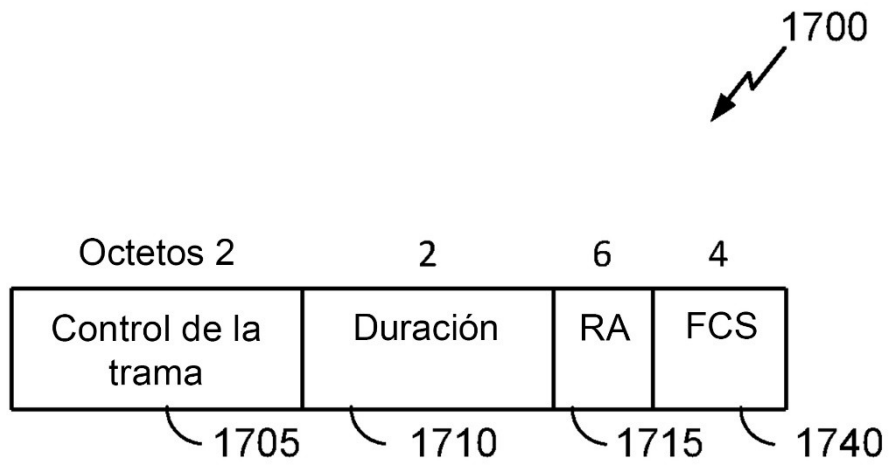 1700
Octetos 2 2 6 4
Control de la trama Duración RA FCS
1705 1710 1715 1740